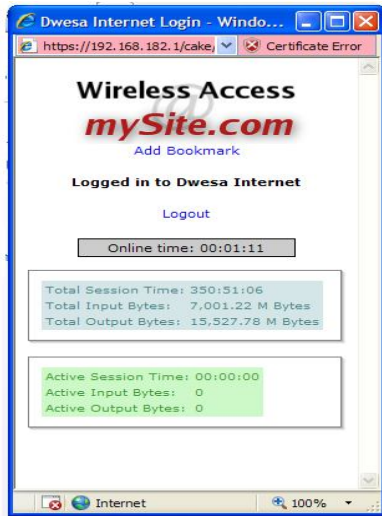 Dwesa Internet Login - Windo...
https://192.168.182.1/cake, Certificate Error
Wireless Access
mySite.com
Add Bookmark
Logged in to Dwesa Internet
Logout
Online time: 00:01:11
Total Session Time: 350:51:06
Total Input Bytes: 7,001.22 M Bytes
Total Output Bytes: 15,527.78 M Bytes
Active Session Time: 00:00:00
Active Input Bytes: 0
Active Output Bytes: 0
Internet 100%